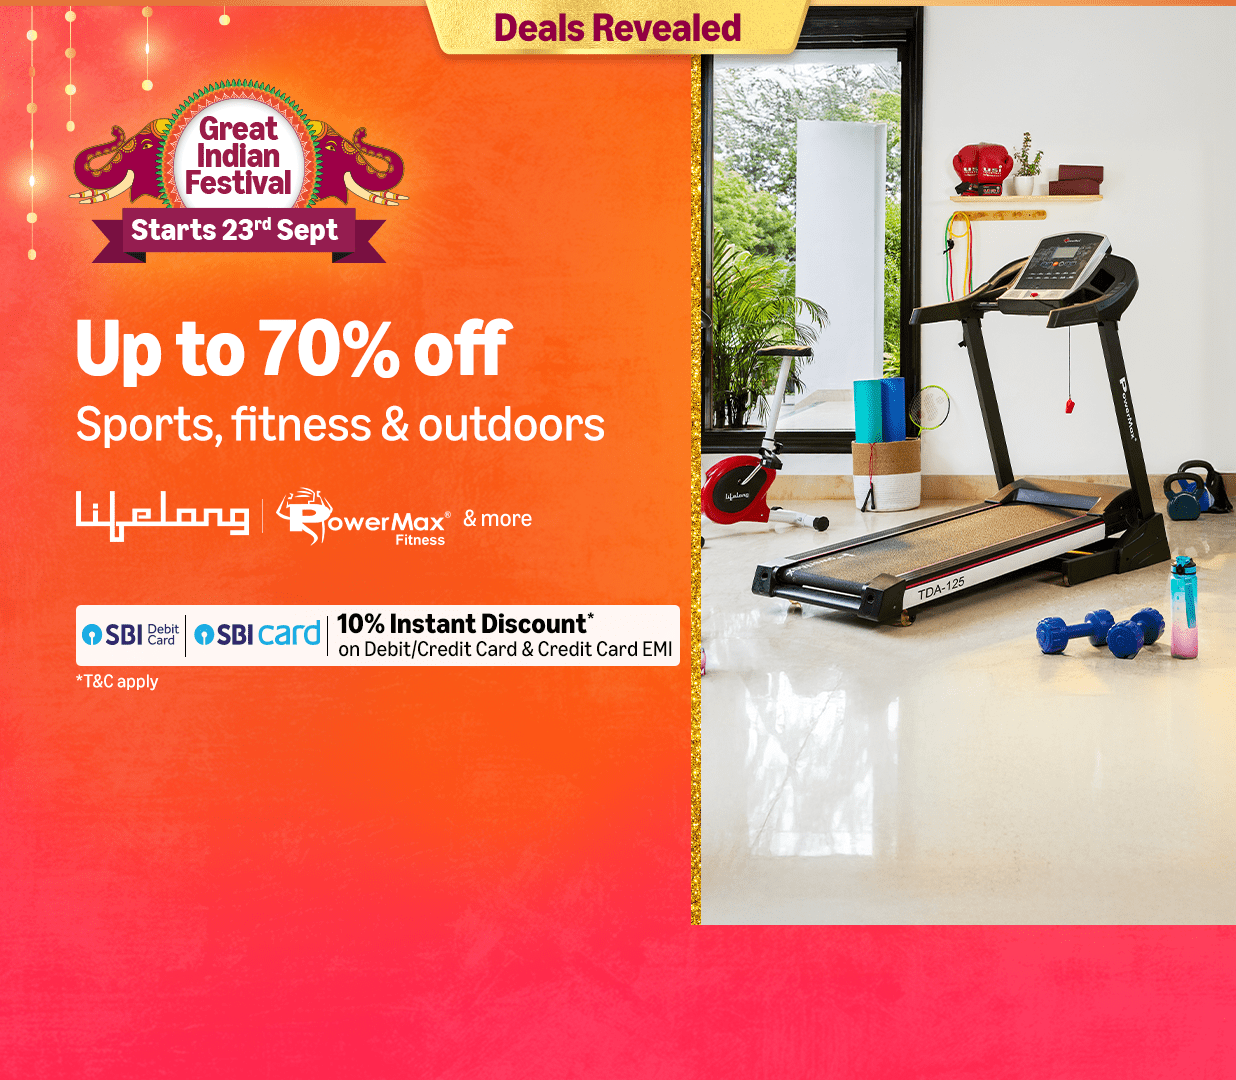 Deals Revealed
Great
Indian
Festival
Starts 23rd Sept
Up to 70% off
Sports, fitness & outdoors
Lifelong | PowerMax® Fitness & more
SBI Debit Card | SBI card | 10% Instant Discount*
on Debit/Credit Card & Credit Card EMI
*T&C apply
PowerMax
lifelong
TDA-125